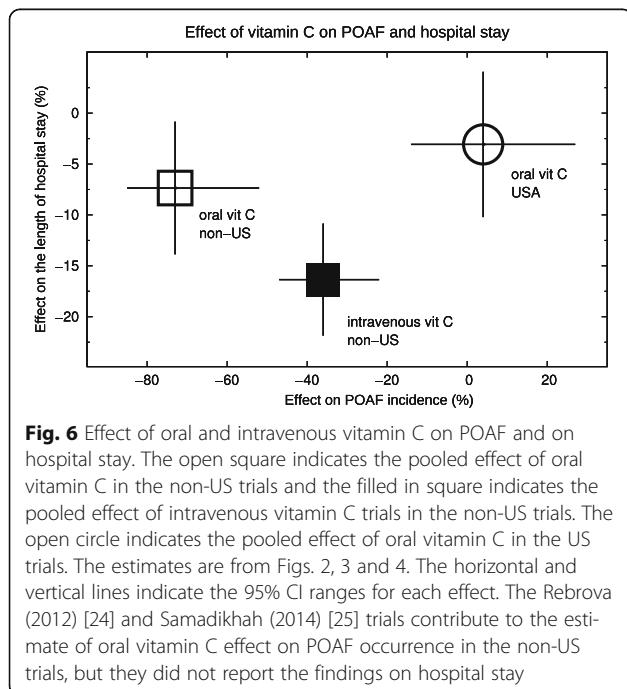 Effect of vitamin C on POAF and hospital stay
Effect on the length of hospital stay (%)
0
−5
−10
−15
−20
oral vit C
USA
oral vit C
non−US
intravenous vit C
non−US
−80 −60 −40 −20 0 20
Effect on POAF incidence (%)
Fig. 6 Effect of oral and intravenous vitamin C on POAF and on
hospital stay. The open square indicates the pooled effect of oral
vitamin C in the non-US trials and the filled in square indicates the
pooled effect of intravenous vitamin C trials in the non-US trials. The
open circle indicates the pooled effect of oral vitamin C in the US
trials. The estimates are from Figs. 2, 3 and 4. The horizontal and
vertical lines indicate the 95% CI ranges for each effect. The Rebrova
(2012) [24] and Samadikhah (2014) [25] trials contribute to the esti-
mate of oral vitamin C effect on POAF occurrence in the non-US
trials, but they did not report the findings on hospital stay